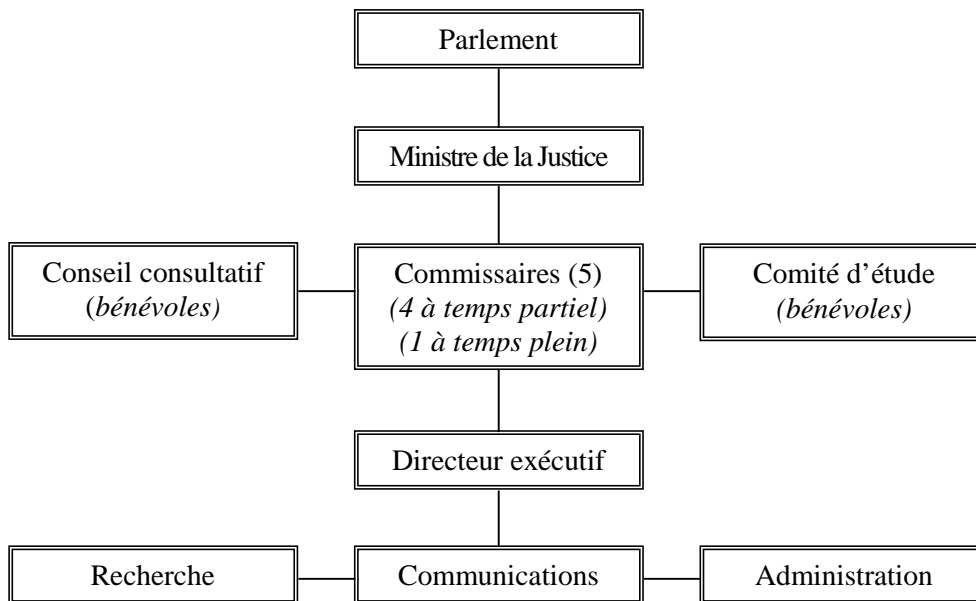 Parlement
Ministre de la Justice
Conseil consultatif
(bénévoles)
Commissaires (5)
(4 à temps partiel)
(1 à temps plein)
Comité d’étude
(bénévoles)
Directeur exécutif
Recherche
Communications
Administration